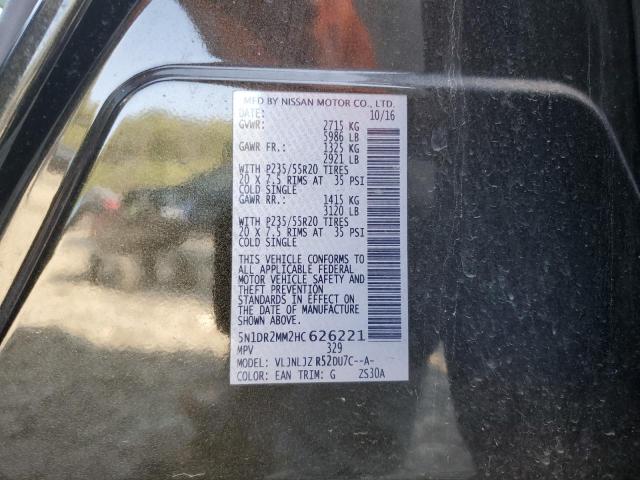 MFD BY NISSAN MOTOR CO., LTD.
DATE: 10/16
GVWR: 2715 KG
5986 LB
GAWR FR.: 1325 KG
2921 LB
WITH P235/55R20 TIRES
20 X 7.5 RIMS AT 35 PSI
COLD SINGLE
GAWR RR.: 1415 KG
3120 LB
WITH P235/55R20 TIRES
20 X 7.5 RIMS AT 35 PSI
COLD SINGLE
THIS VEHICLE CONFORMS TO
ALL APPLICABLE FEDERAL
MOTOR VEHICLE SAFETY AND
THEFT PREVENTION
STANDARDS IN EFFECT ON
THE DATE OF MANUFACTURE
SHOWN ABOVE.
5N1DR2MM2HC626221
MPV 329
MODEL: VLJNLJZ R52DU7C--A-
COLOR: EAN TRIM: G ZS30A